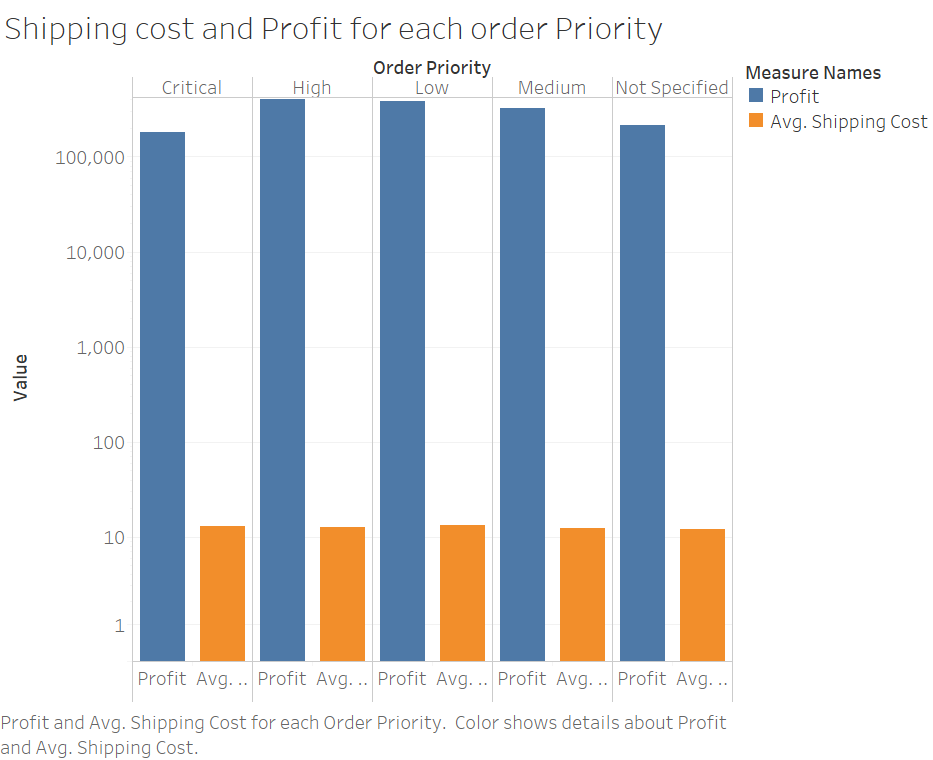 Shipping cost and Profit for each order Priority
Order Priority
Critical High Low Medium Not Specified
Measure Names
Profit
Avg. Shipping Cost
Value
100,000
10,000
1,000
100
10
1
Profit Avg. .. Profit Avg. .. Profit Avg. .. Profit Avg. .. Profit Avg. ..
Profit and Avg. Shipping Cost for each Order Priority.  Color shows details about Profit
and Avg. Shipping Cost.